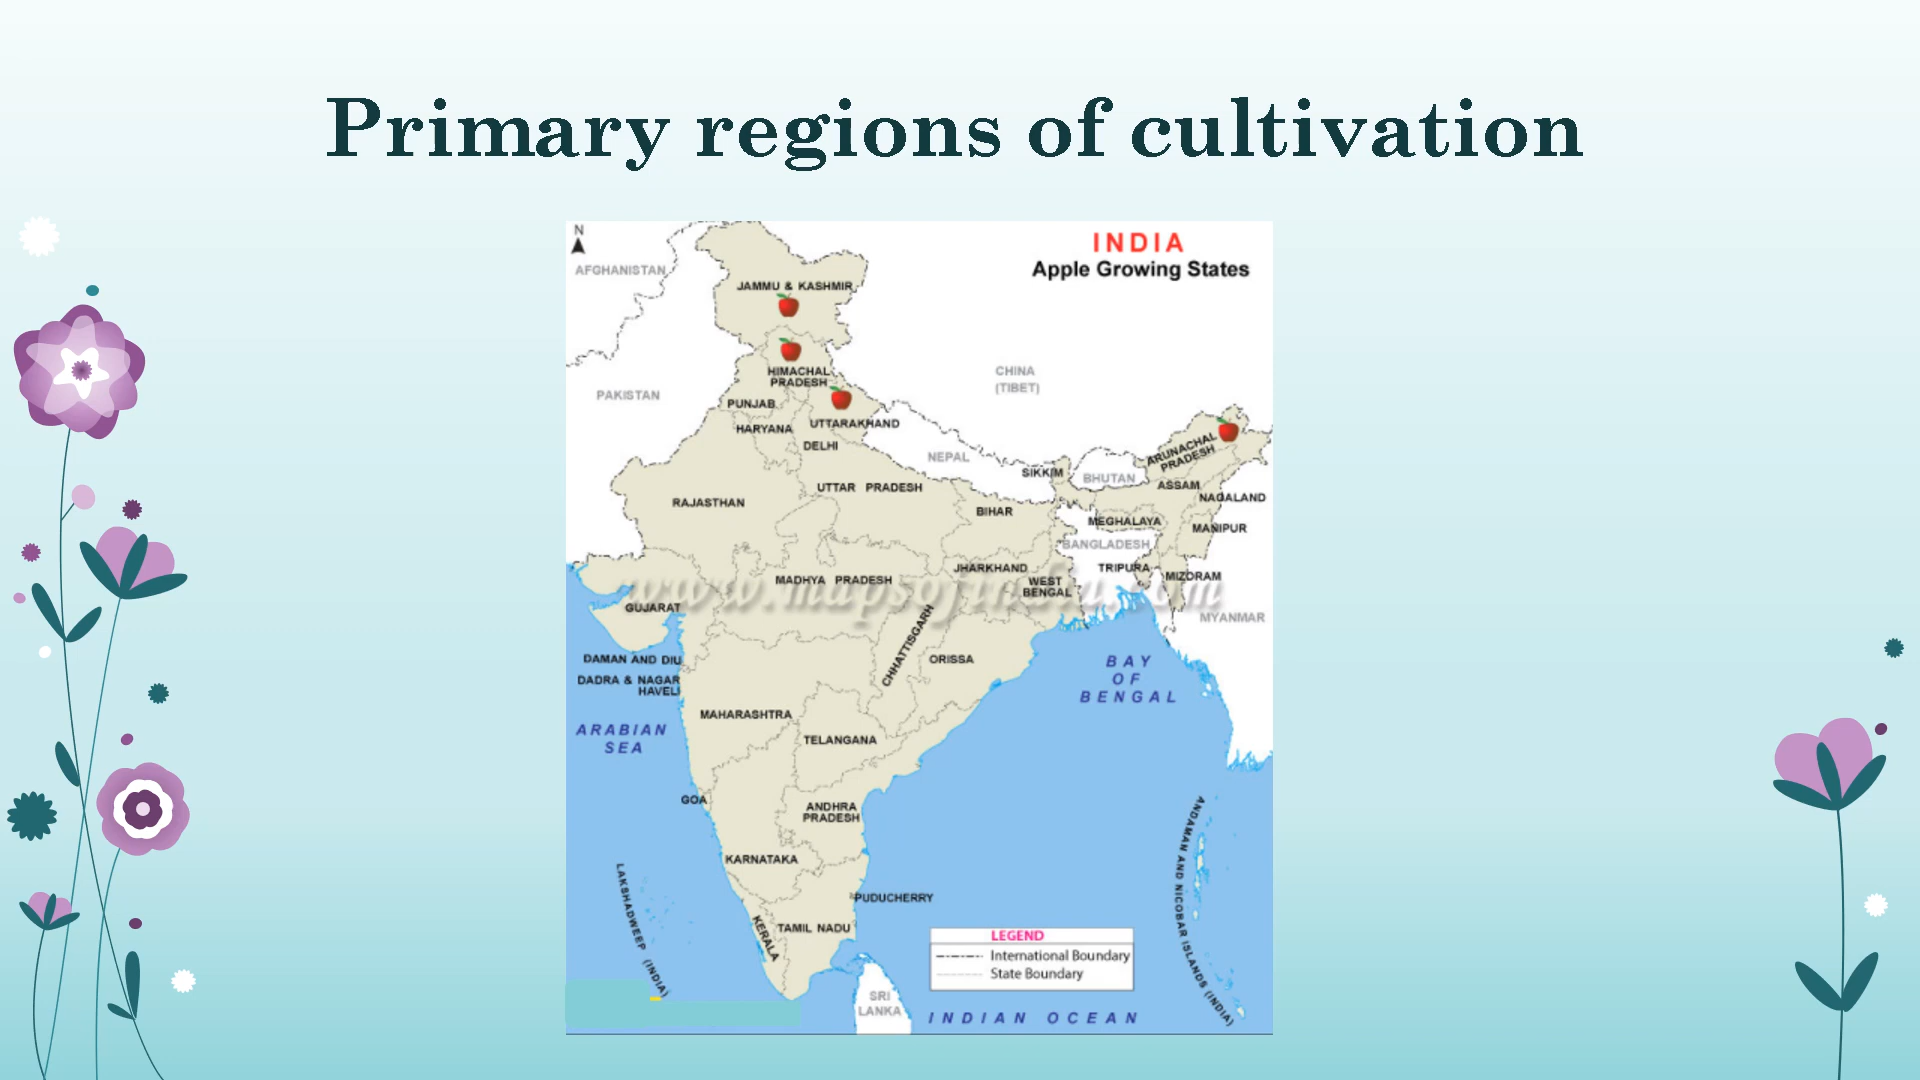 Primary regions of cultivation
N
INDIA
Apple Growing States
AFGHANISTAN
JAMMU & KASHMIR
CHINA
(TIBET)
PAKISTAN
HIMACHAL
PRADESH
PUNJAB
HARYANA
UTTARAKHAND
DELHI
NEPAL
SIKKIM
BHUTAN
ARUNACHAL
PRADESH
ASSAM
NAGALAND
UTTAR PRADESH
RAJASTHAN
BIHAR
MEGHALAYA
MANIPUR
BANGLADESH
JHARKHAND
TRIPURA
MIZORAM
MADHYA PRADESH
WEST
BENGAL
www.mapsofindia.com
GUJARAT
MYANMAR
CHHATTISGARH
ORISSA
DAMAN AND DIU
DADRA & NAGAR
HAVELI
BAY
OF
BENGAL
MAHARASHTRA
ARABIAN
SEA
TELANGANA
GOA
ANDHRA
PRADESH
KARNATAKA
LAKSHADWEEP (INDIA)
PUDUCHERRY
KERALA
TAMIL NADU
ANDAMAN AND NICOBAR ISLANDS (INDIA)
LEGEND
International Boundary
State Boundary
SRI
LANKA
INDIAN OCEAN